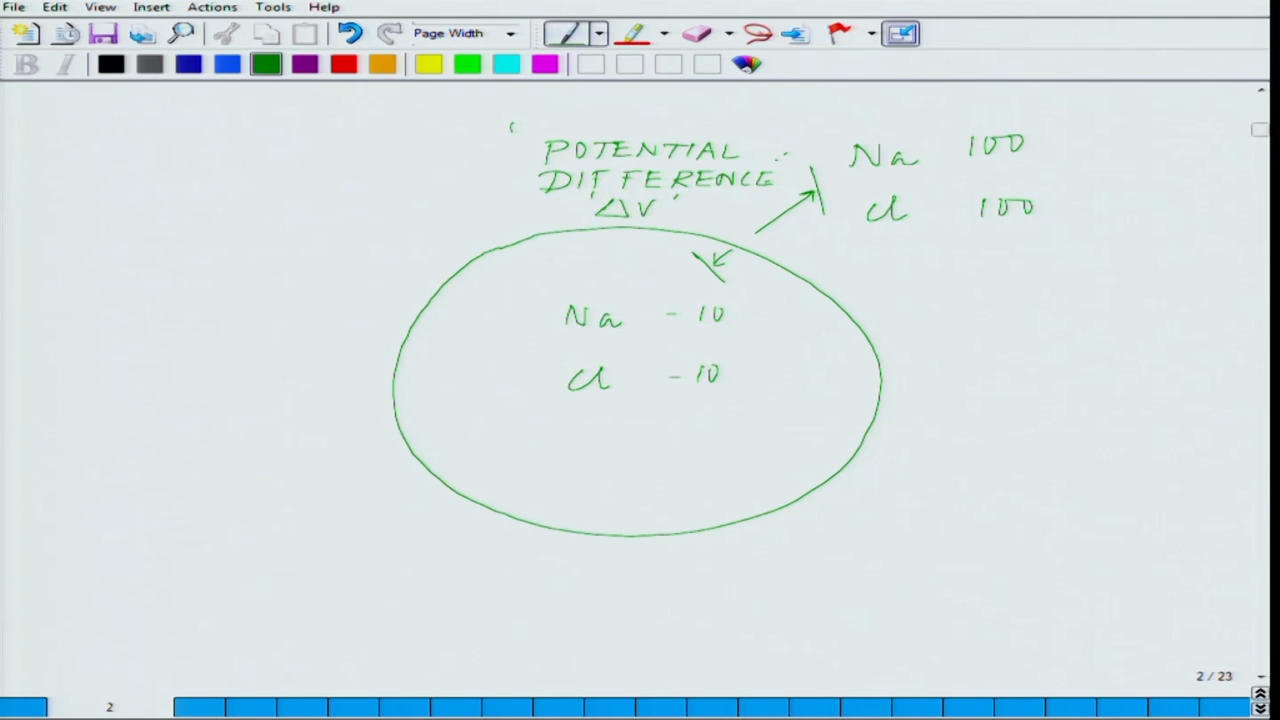 File Edit View Insert Actions Tools Help
Page Width
B I
POTENTIAL
DIFFERENCE
'ΔV'
Na 100
Cl 100
Na - 10
Cl - 10
2 / 23
2